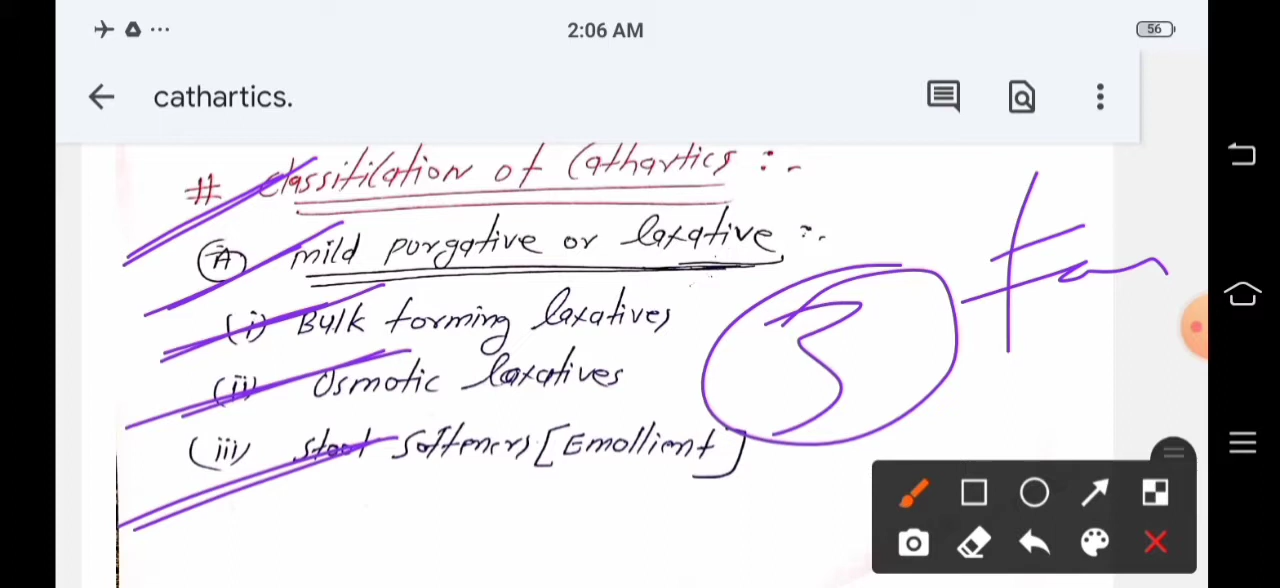 2:06 AM
56
cathartics.
# Classification of Cathartics :-
(A) mild purgative or laxative :-
(i) Bulk forming laxatives
(ii) Osmotic laxatives
(iii) stool softeners [Emollient]
3